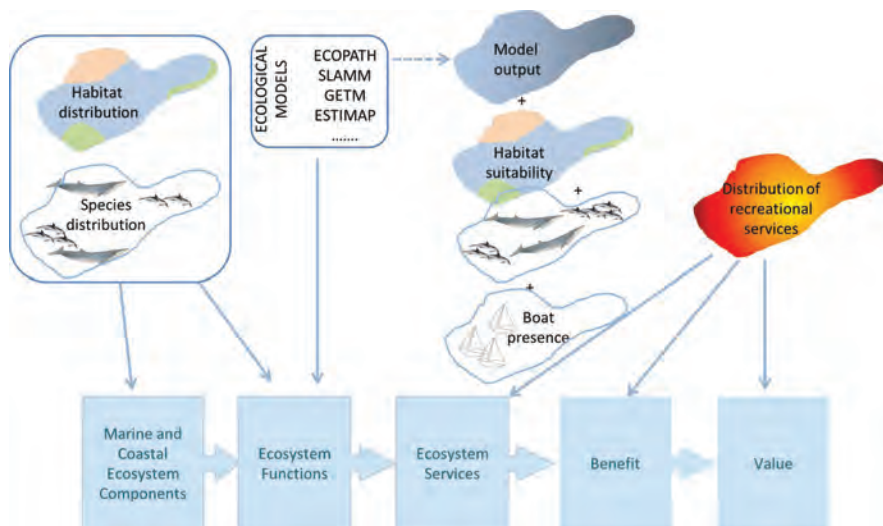 Habitat
distribution
Species
distribution
ECOLOGICAL
MODELS
ECOPATH
SLAMM
GETM
ESTIMAP
.......
Model
output
+
Habitat
suitability
+
+
Boat
presence
Distribution of
recreational
services
Marine and
Coastal
Ecosystem
Components
Ecosystem
Functions
Ecosystem
Services
Benefit
Value